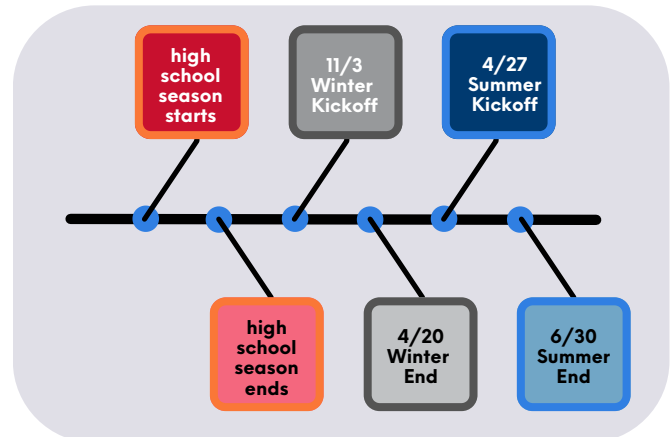 high
school
season
starts
11/3
Winter
Kickoff
4/27
Summer
Kickoff
high
school
season
ends
4/20
Winter
End
6/30
Summer
End